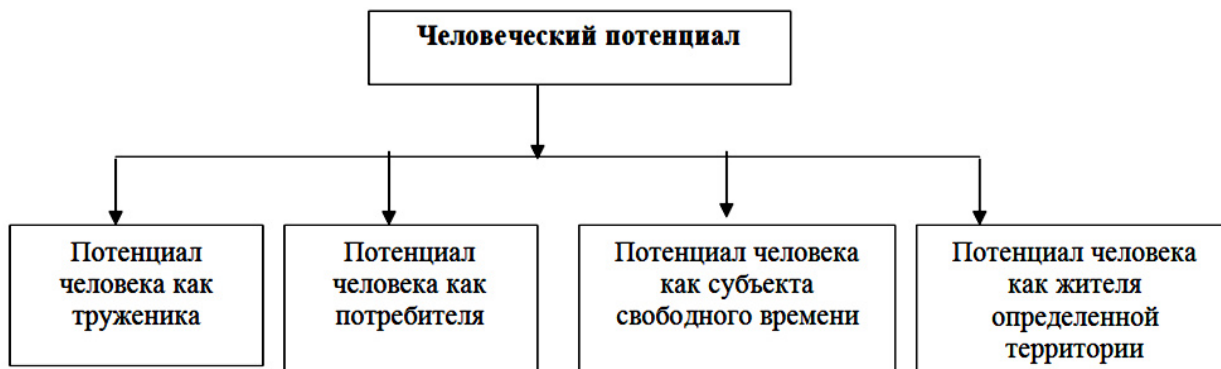 Человеческий потенциал
Потенциал
человека как
труженика
Потенциал
человека как
потребителя
Потенциал человека
как субъекта
свободного времени
Потенциал человека
как жителя
определенной
территории